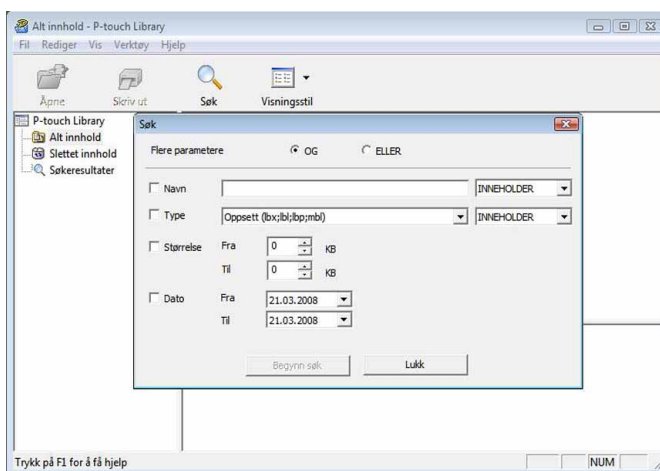 Alt innhold - P-touch Library
Fil Rediger Vis Verktøy Hjelp
Åpne Skriv ut Søk Visningsstil
P-touch Library
Alt innhold
Slettet innhold
Søkeresultater
Søk
Flere parametere OG ELLER
Navn INNEHOLDER
Type Oppsett (lbx;lbl;lbp;mbl) INNEHOLDER
Størrelse Fra 0 KB
Til 0 KB
Dato Fra 21.03.2008
Til 21.03.2008
Begynn søk Lukk
Trykk på F1 for å få hjelp NUM